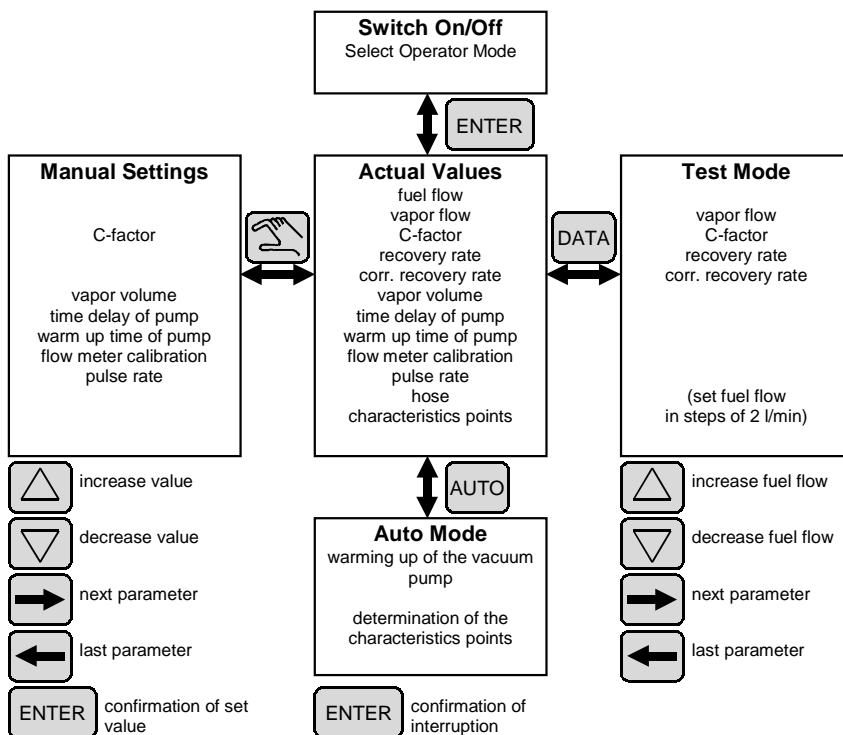 Switch On/Off
Select Operator Mode
ENTER
Manual Settings
C-factor
vapor volume
time delay of pump
warm up time of pump
flow meter calibration
pulse rate
Actual Values
fuel flow
vapor flow
C-factor
recovery rate
corr. recovery rate
vapor volume
time delay of pump
warm up time of pump
flow meter calibration
pulse rate
hose
characteristics points
DATA
Test Mode
vapor flow
C-factor
recovery rate
corr. recovery rate
(set fuel flow
in steps of 2 l/min)
increase value
decrease value
next parameter
last parameter
ENTER
confirmation of set
value
AUTO
Auto Mode
warming up of the vacuum
pump
determination of the
characteristics points
ENTER
confirmation of
interruption
increase fuel flow
decrease fuel flow
next parameter
last parameter